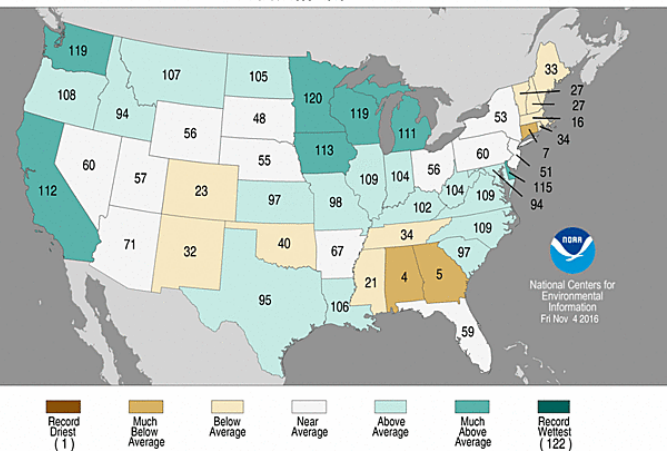 119
107
105
120
119
111
33
27
27
16
34
7
51
115
94
108
94
56
48
53
113
55
60
112
60
57
23
97
98
109
104
56
104
109
102
109
71
32
40
67
34
97
95
106
21
4
5
59
NOAA
National Centers for
Environmental
Information
Fri Nov 4 2016
Record
Driest
(1)
Much
Below
Average
Below
Average
Near
Average
Above
Average
Much
Above
Average
Record
Wettest
(122)